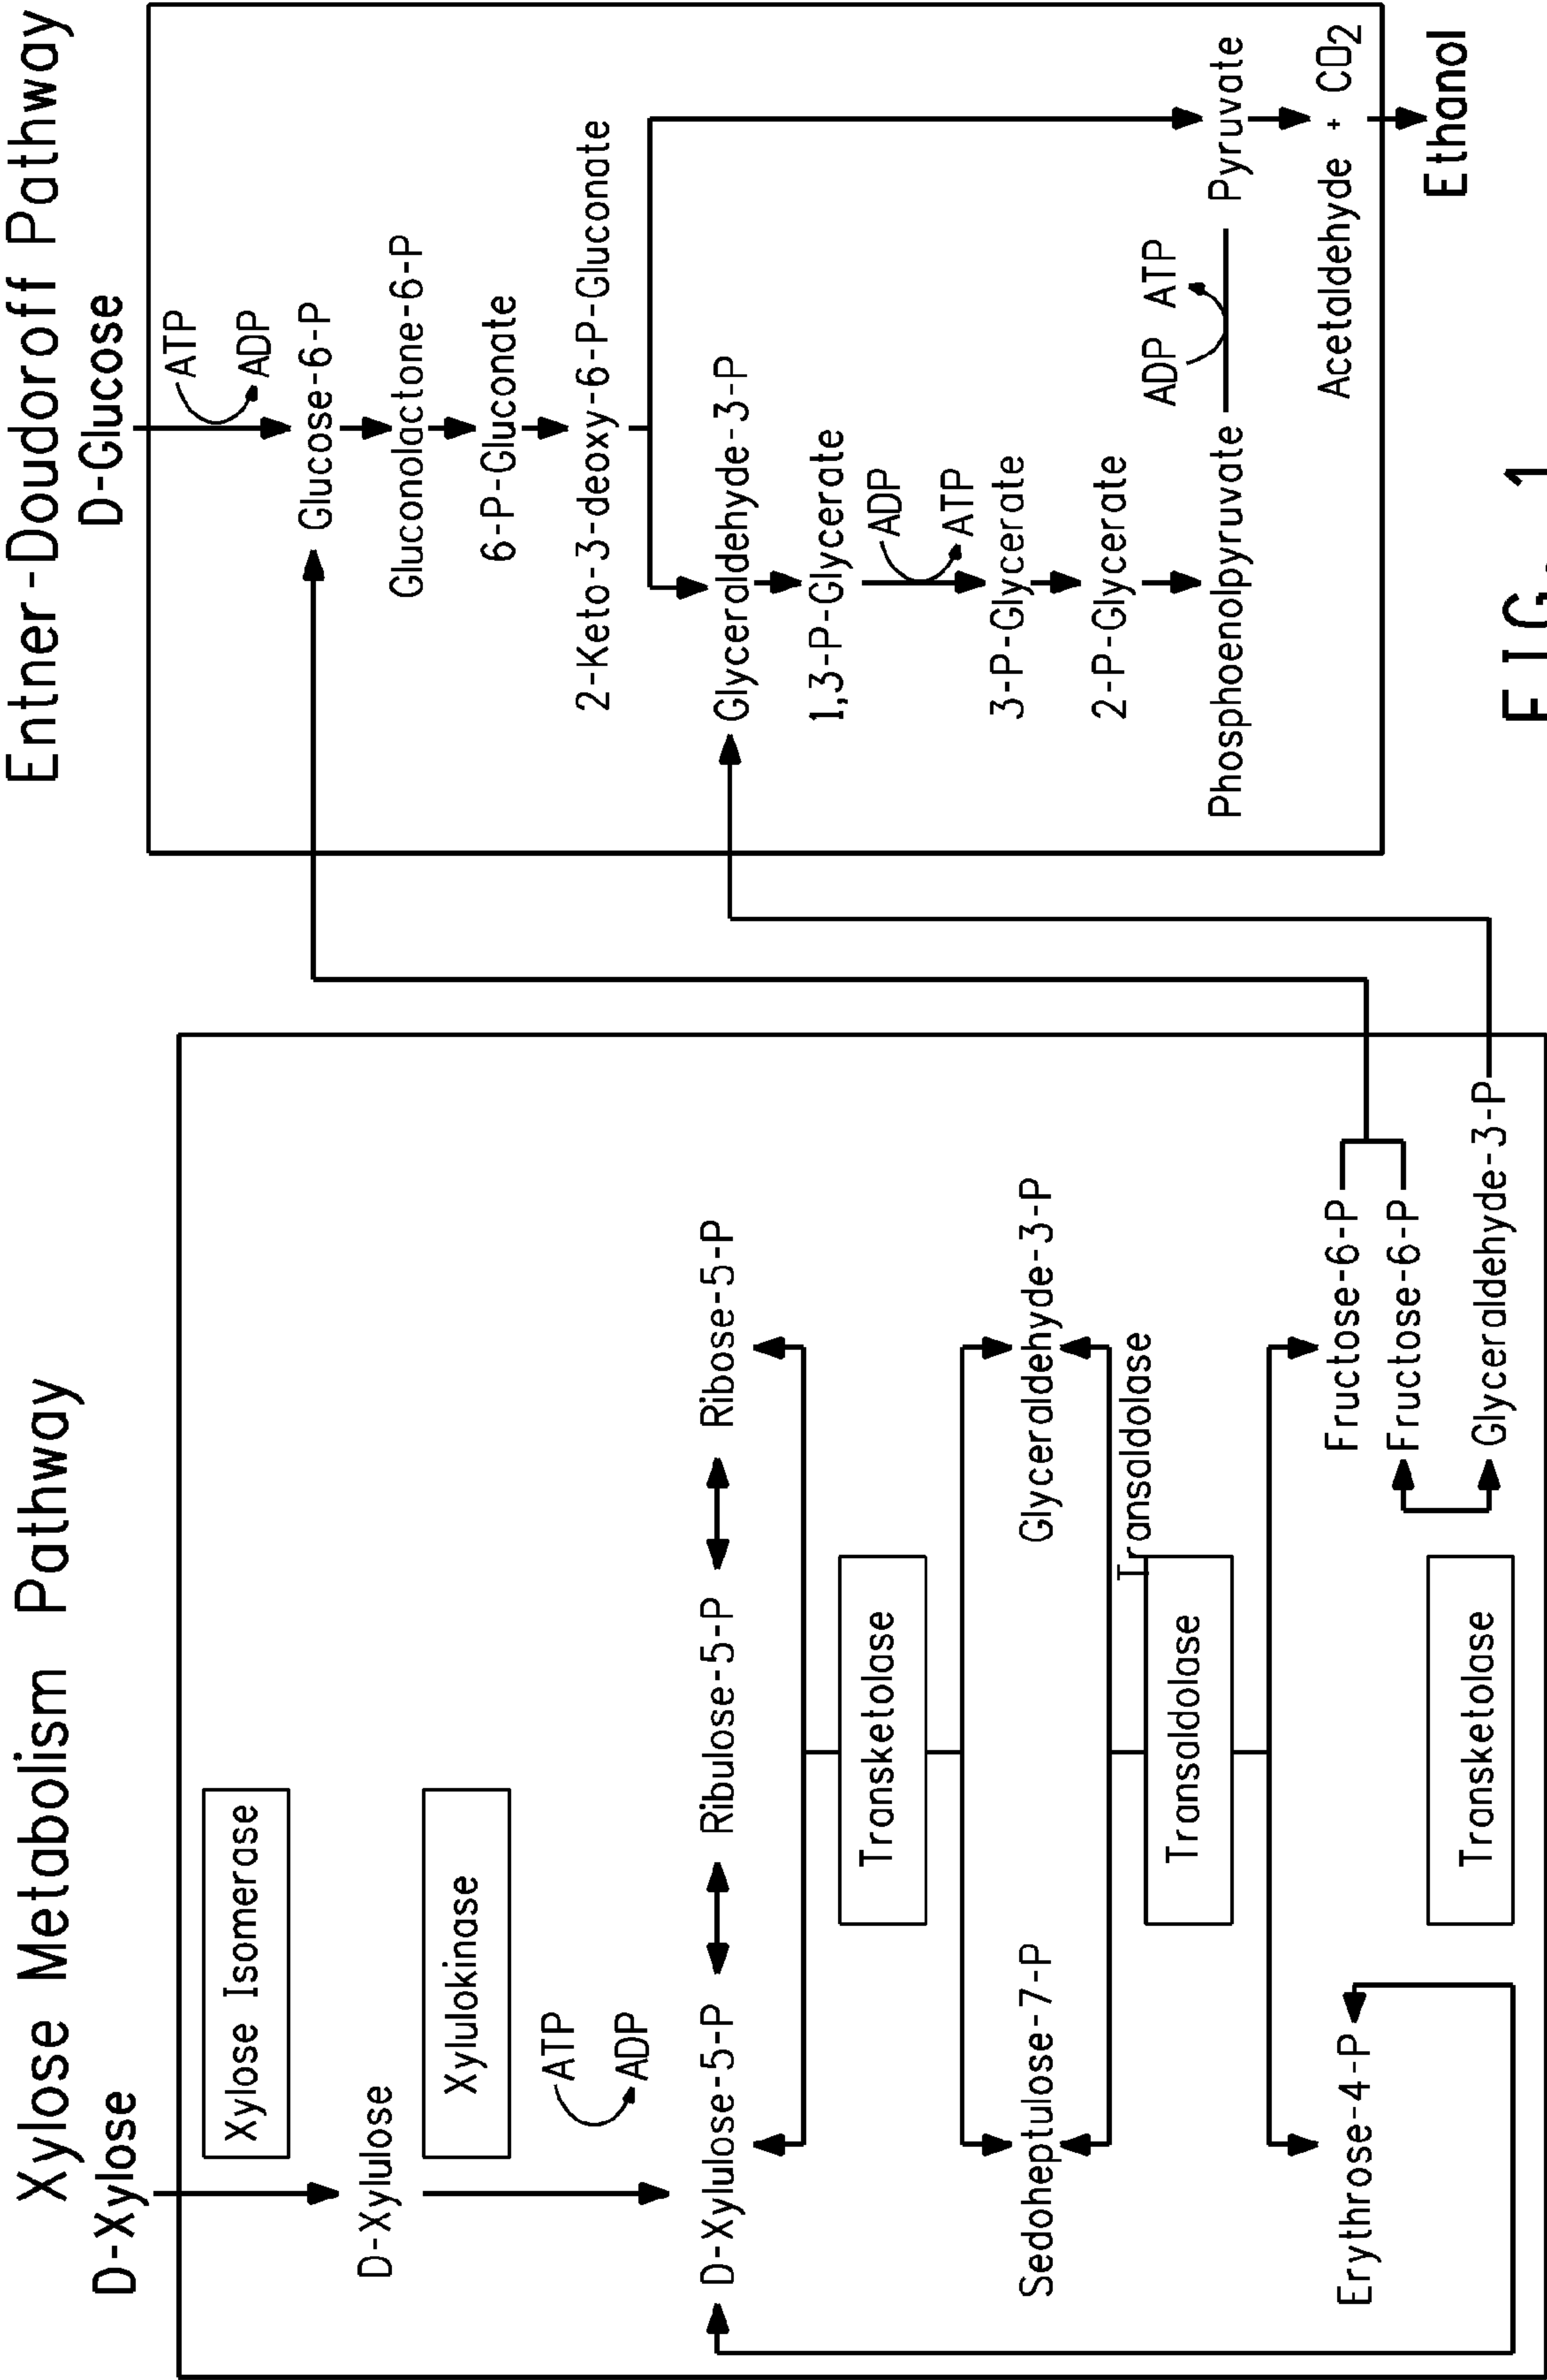 Xylose Metabolism Pathway
D-Xylose
Xylose Isomerase
D-Xylulose
Xylulokinase
ATP
ADP
D-Xylulose-5-P
Ribulose-5-P
Ribose-5-P
Transketolase
Sedoheptulose-7-P
Glyceraldehyde-3-P
Transaldolase
Transaldolase
Erythrose-4-P
Fructose-6-P
Fructose-6-P
Transketolase
Glyceraldehyde-3-P
Entner-Doudoroff Pathway
D-Glucose
ATP
ADP
Glucose-6-P
Gluconolactone-6-P
6-P-Gluconate
2-Keto-3-deoxy-6-P-Gluconate
Glyceraldehyde-3-P
1,3-P-Glycerate
ADP
ATP
3-P-Glycerate
2-P-Glycerate
ADP ATP
Phosphoenolpyruvate
Pyruvate
Acetaldehyde + CO2
Ethanol
FIG. 1